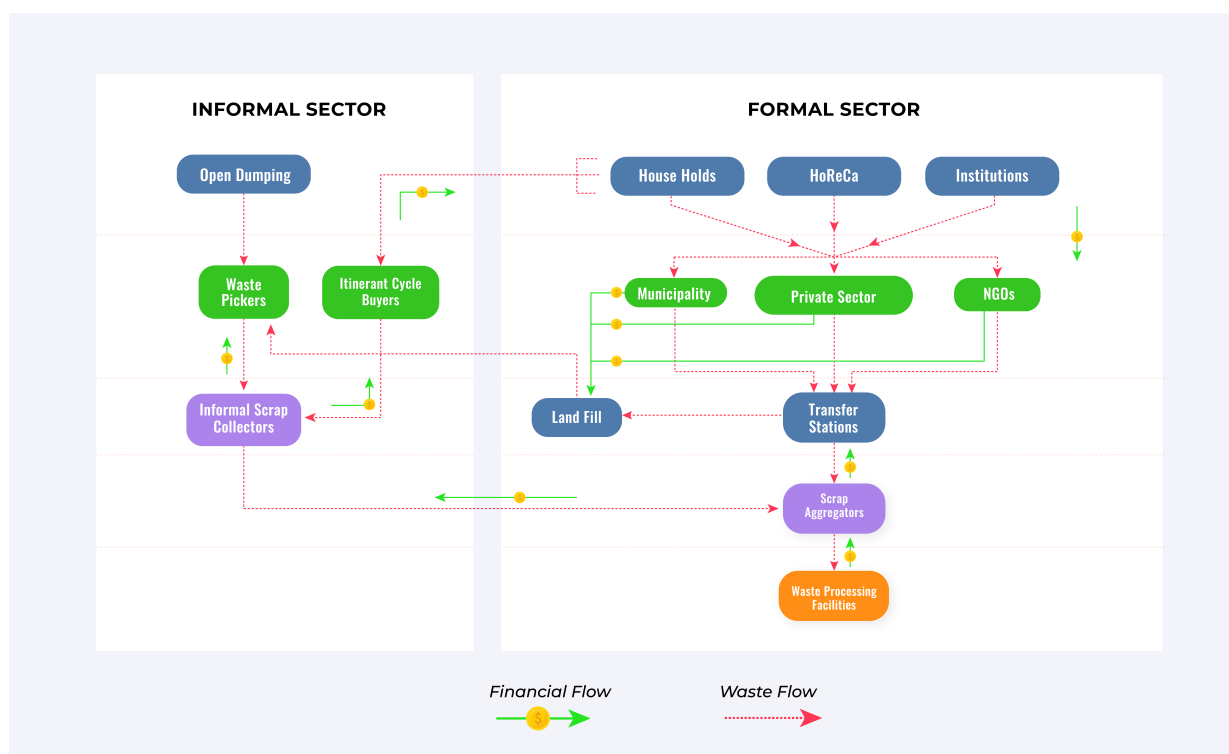 INFORMAL SECTOR
FORMAL SECTOR
Open Dumping
House Holds
HoReCa
Institutions
Waste
Pickers
Itinerant Cycle
Buyers
Municipality
Private Sector
NGOs
Informal Scrap
Collectors
Land Fill
Transfer
Stations
Scrap
Aggregators
Waste Processing
Facilities
Financial Flow
Waste Flow
$